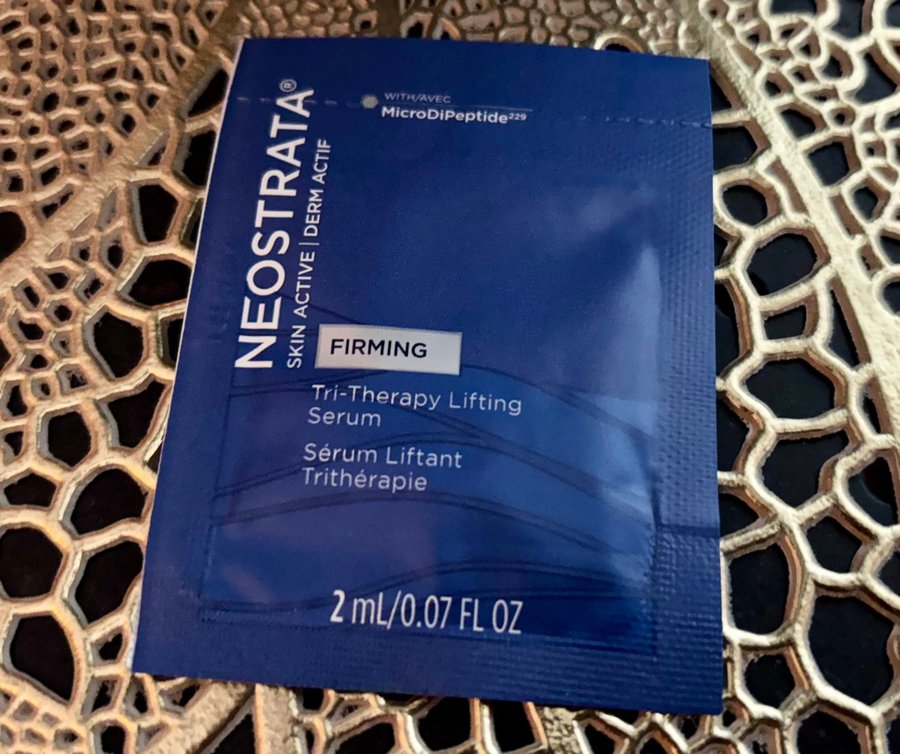 NEOSTRATA®
SKIN ACTIVE | DERM ACTIF
WITH/AVEC
MicroDiPeptide²²⁹
FIRMING
Tri-Therapy Lifting
Serum
Sérum Liftant
Trithérapie
2 mL/0.07 FL OZ